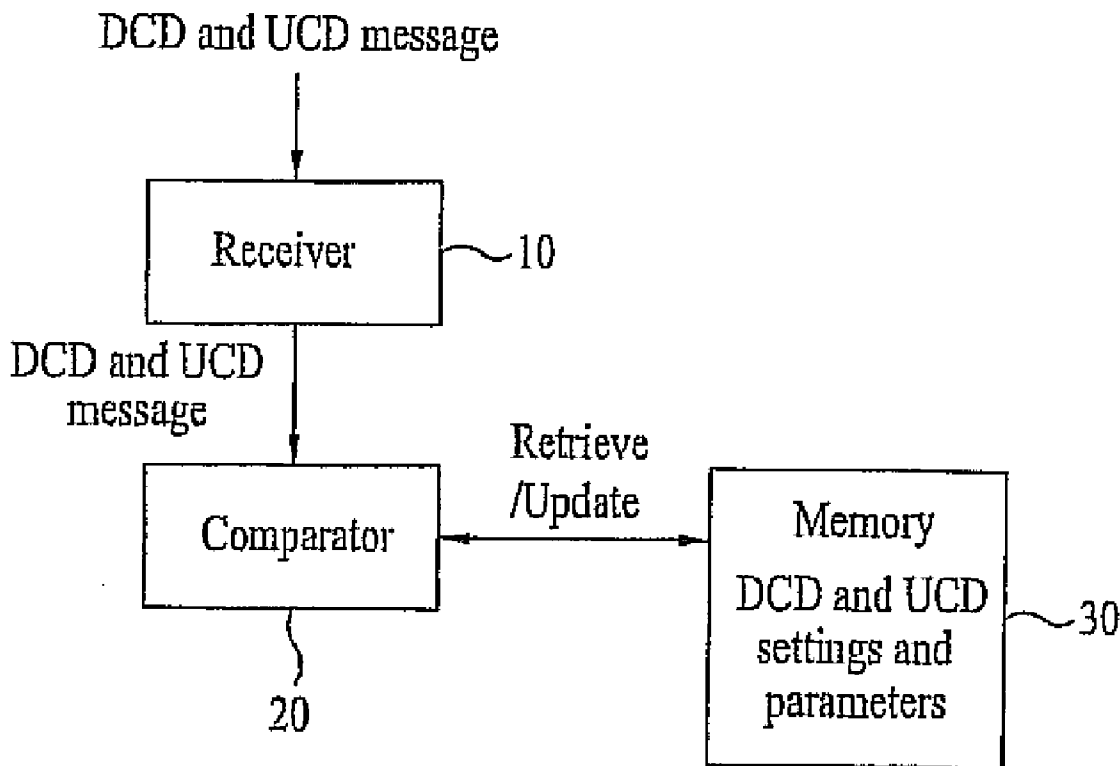 DCD and UCD message
Receiver
10
DCD and UCD
message
Retrieve
/Update
Comparator
20
Memory
DCD and UCD
settings and
parameters
30